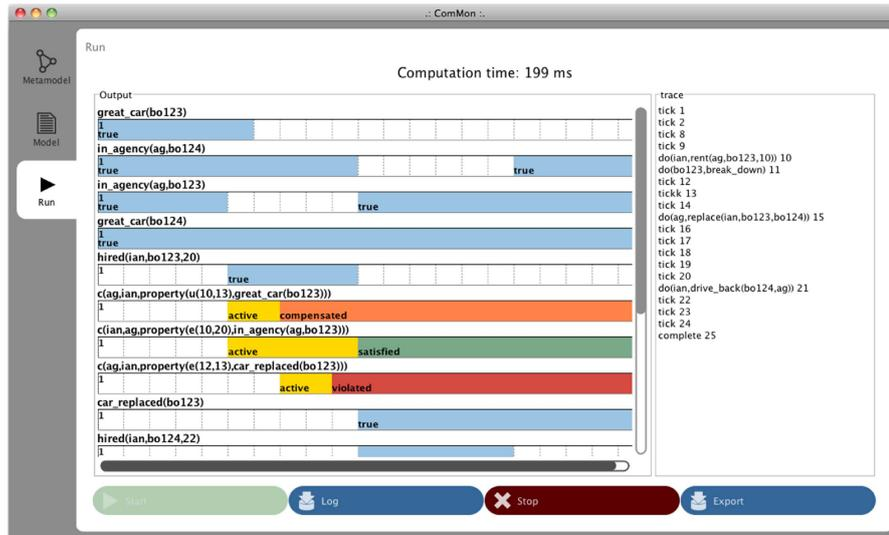 .: ComMon :.
Metamodel
Model
Run
Run
Computation time: 199 ms
Output
great_car(bo123)
1
true
in_agency(ag,bo124)
1
true true
in_agency(ag,bo123)
1
true true
great_car(bo124)
1
true
hired(ian,bo123,20)
1
true
c(ag,ian,property(u(10,13),great_car(bo123)))
1
active compensated
c(ian,ag,property(e(10,20),in_agency(ag,bo123)))
1
active satisfied
c(ag,ian,property(e(12,13),car_replaced(bo123)))
1
active violated
car_replaced(bo123)
1
true
hired(ian,bo124,22)
1
trace
tick 1
tick 2
tick 8
tick 9
do(ian,rent(ag,bo123,10)) 10
do(bo123,break_down) 11
tick 12
tickk 13
tick 14
do(ag,replace(ian,bo123,bo124)) 15
tick 16
tick 17
tick 18
tick 19
tick 20
do(ian,drive_back(bo124,ag)) 21
tick 22
tick 23
tick 24
complete 25
Start
Log
Stop
Export